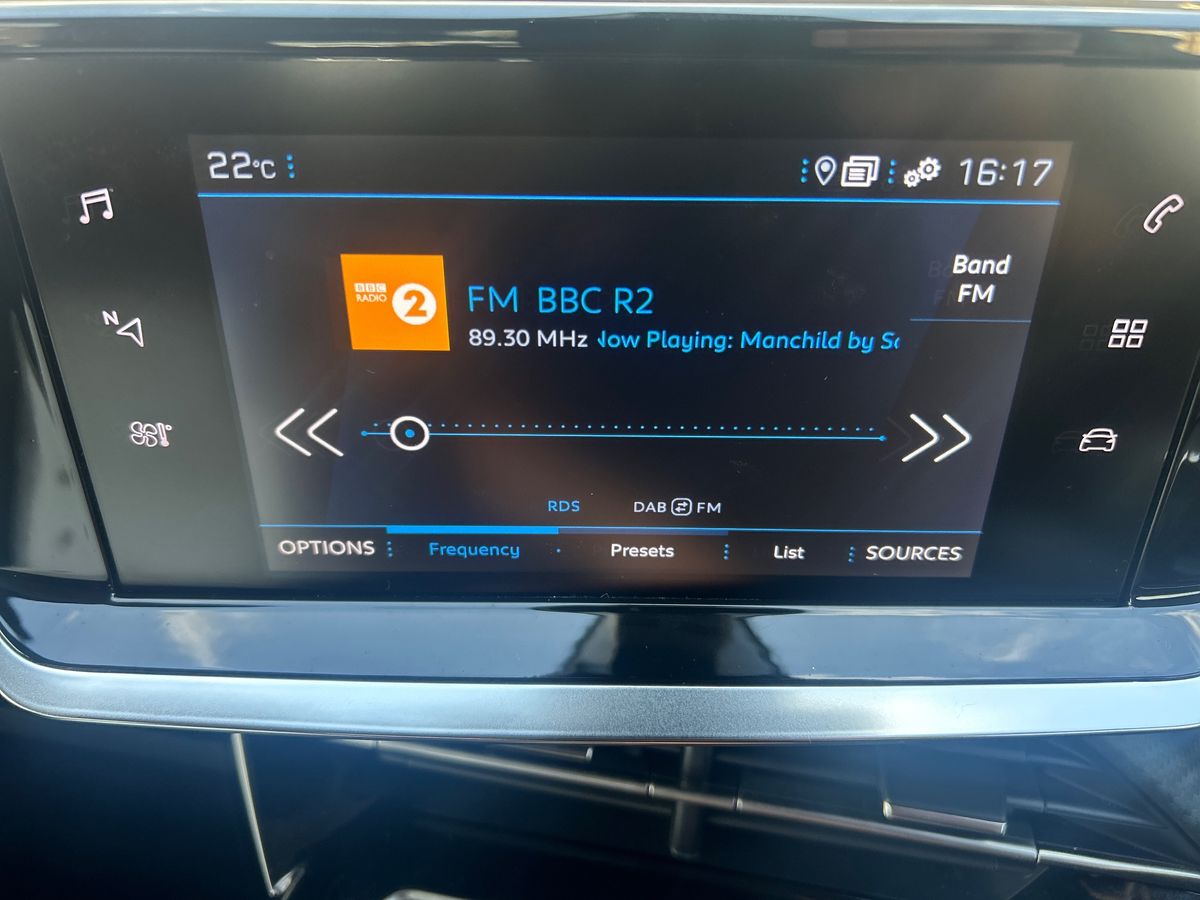 22°C
16:17
N
Band
FM
BBC
RADIO
2
FM BBC R2
89.30 MHz Now Playing: Manchild by S
RDS
DAB FM
OPTIONS Frequency Presets List SOURCES